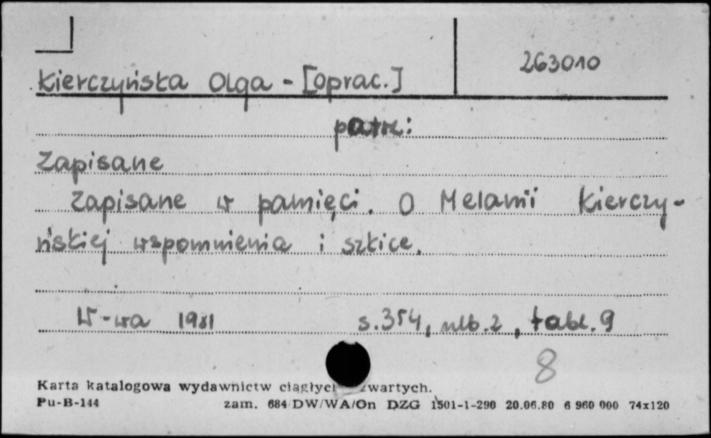 Kierczyńska Olga - [oprac.]
263010
patrz:
Zapisane
Zapisane w pamięci. O Melanii Kierczy-
ńskiej wspomnienia i szkice.
W-wa 1981
s. 354, nlb. 2, tabl. 9
8
Karta katalogowa wydawnictw ciągłych zwartych.
Pu-B-144
zam. 684 DW/WA/On DZG 1501-1-290 20.06.80 6 960 000 74x120